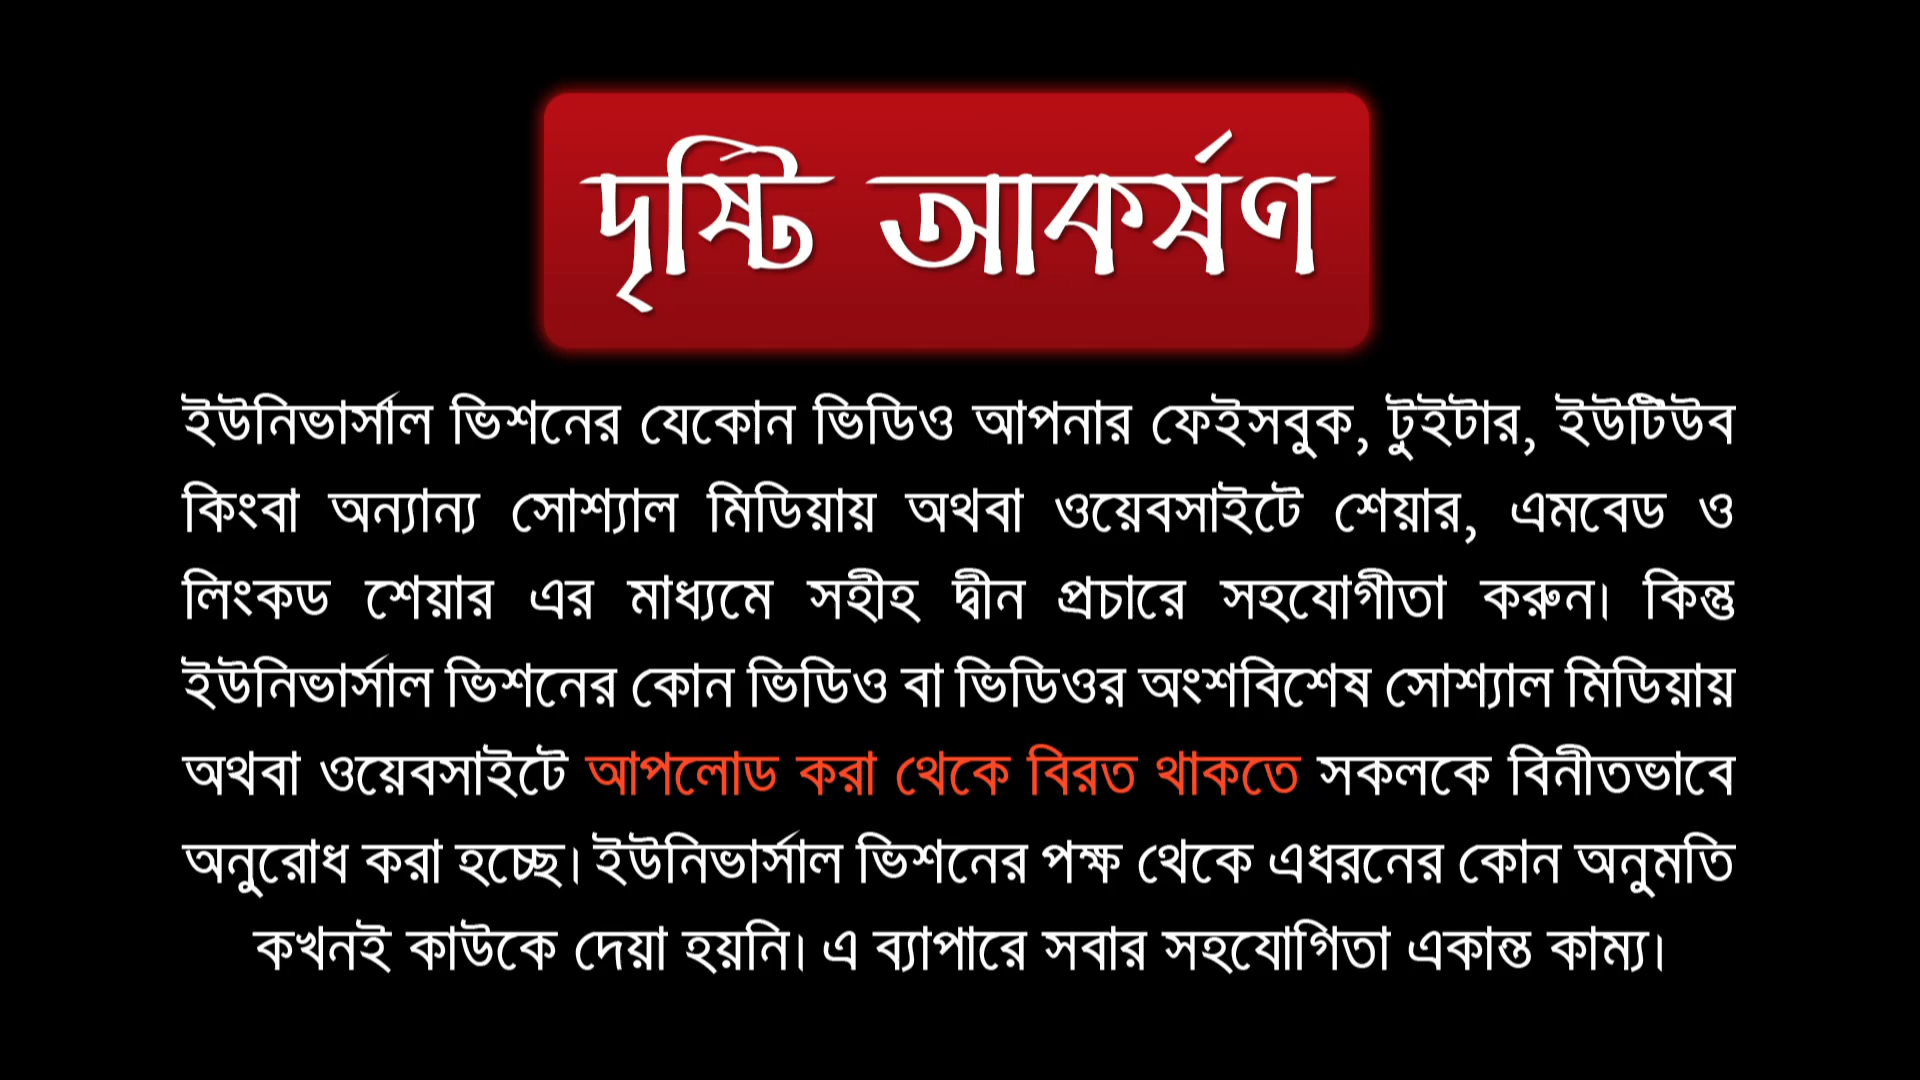 দৃষ্টি আকর্ষণ
ইউনিভার্সাল ভিশনের যেকোন ভিডিও আপনার ফেইসবুক, টুইটার, ইউটিউব
কিংবা অন্যান্য সোশ্যাল মিডিয়ায় অথবা ওয়েবসাইটে শেয়ার, এমবেড ও
লিংকড শেয়ার এর মাধ্যমে সহীহ দ্বীন প্রচারে সহযোগীতা করুন। কিন্তু
ইউনিভার্সাল ভিশনের কোন ভিডিও বা ভিডিওর অংশবিশেষ সোশ্যাল মিডিয়ায়
অথবা ওয়েবসাইটে আপলোড করা থেকে বিরত থাকতে সকলকে বিনীতভাবে
অনুরোধ করা হচ্ছে। ইউনিভার্সাল ভিশনের পক্ষ থেকে এধরনের কোন অনুমতি
কখনই কাউকে দেয়া হয়নি। এ ব্যাপারে সবার সহযোগিতা একান্ত কাম্য।